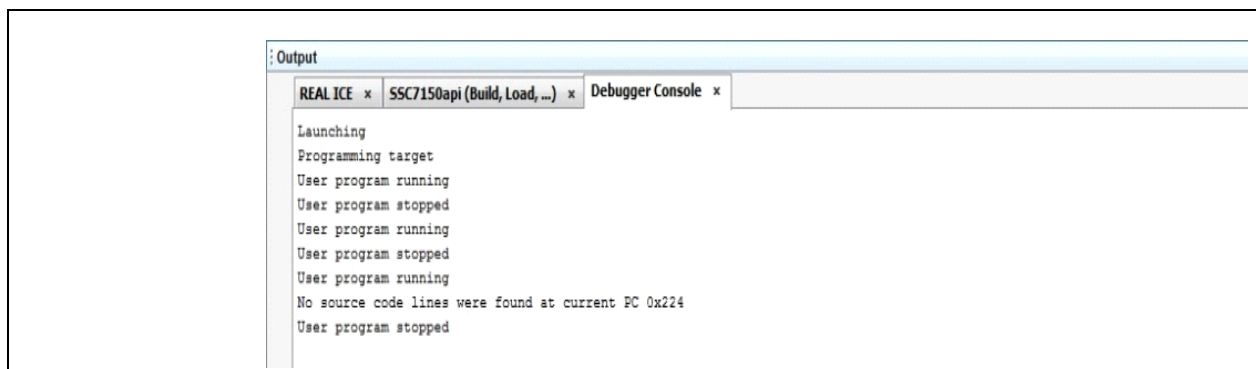 Output
REAL ICE × SSC7150api (Build, Load, ...) × Debugger Console ×
Launching
Programming target
User program running
User program stopped
User program running
User program stopped
User program running
No source code lines were found at current PC 0x224
User program stopped